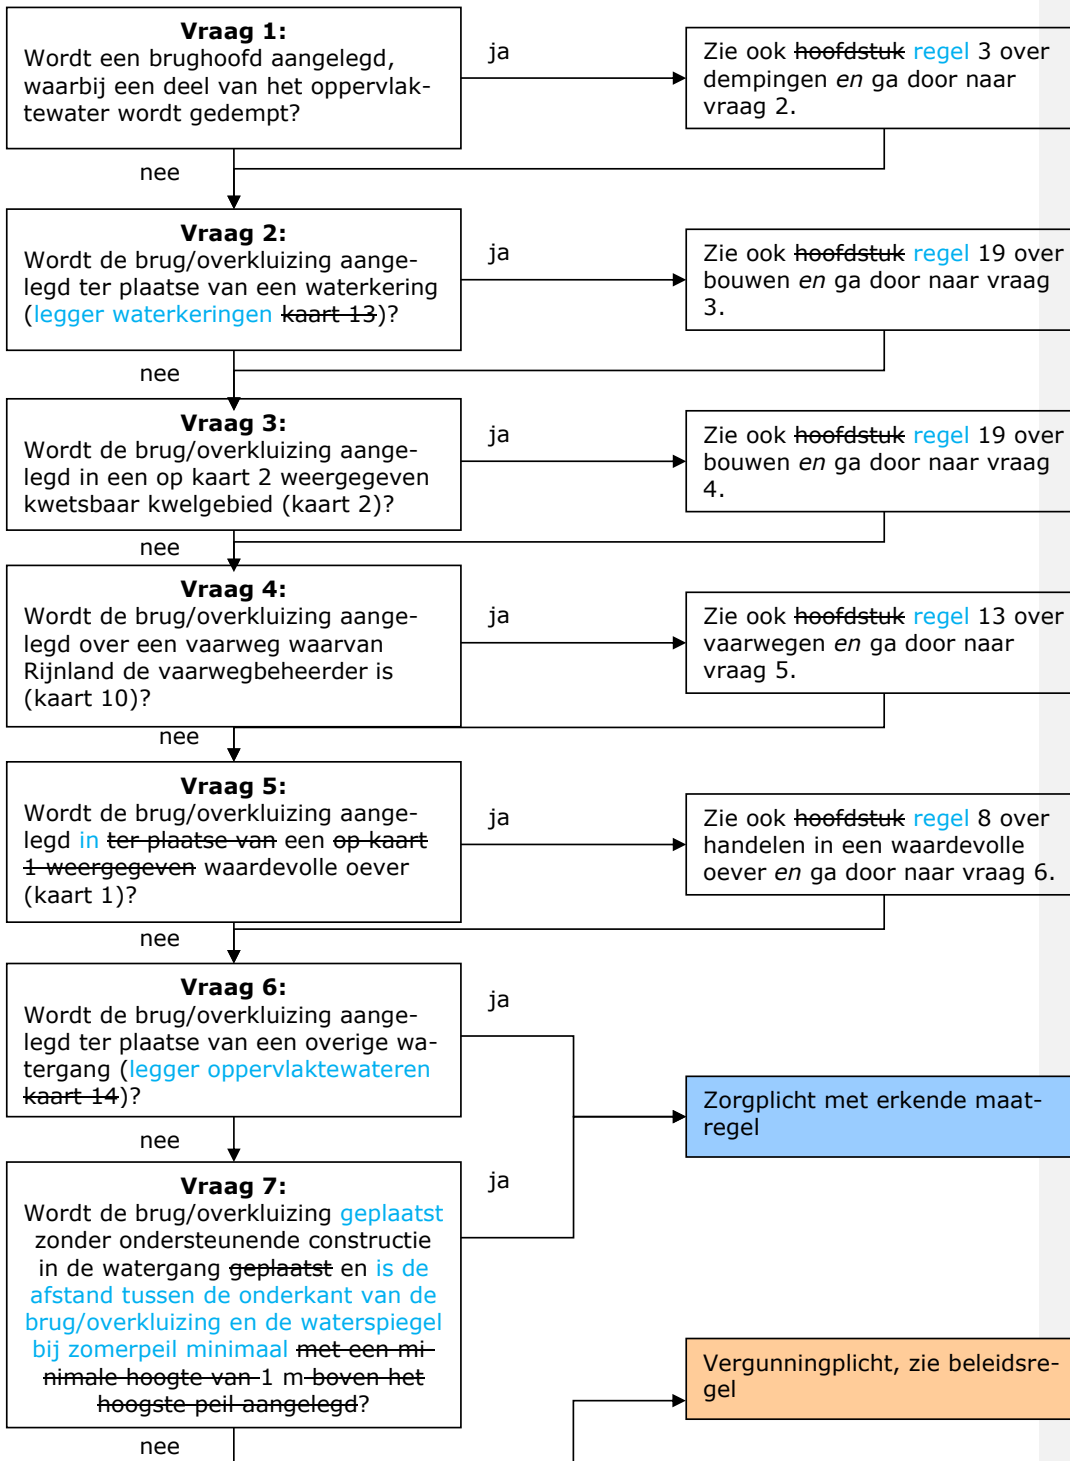 Vraag 1:
Wordt een brughoofd aangelegd,
waarbij een deel van het oppervlak-
tewater wordt gedempt?
ja
Zie ook hoofdstuk regel 3 over
dempingen en ga door naar
vraag 2.
nee
Vraag 2:
Wordt de brug/overkluizing aange-
legd ter plaatse van een waterkering
(legger waterkeringen kaart 13)?
ja
Zie ook hoofdstuk regel 19 over
bouwen en ga door naar vraag
3.
nee
Vraag 3:
Wordt de brug/overkluizing aange-
legd in een op kaart 2 weergegeven
kwetsbaar kwelgebied (kaart 2)?
ja
Zie ook hoofdstuk regel 19 over
bouwen en ga door naar vraag
4.
nee
Vraag 4:
Wordt de brug/overkluizing aange-
legd over een vaarweg waarvan
Rijnland de vaarwegbeheerder is
(kaart 10)?
ja
Zie ook hoofdstuk regel 13 over
vaarwegen en ga door naar
vraag 5.
nee
Vraag 5:
Wordt de brug/overkluizing aange-
legd in ter plaatse van een op kaart
1 weergegeven waardevolle oever
(kaart 1)?
ja
Zie ook hoofdstuk regel 8 over
handelen in een waardevolle
oever en ga door naar vraag 6.
nee
Vraag 6:
Wordt de brug/overkluizing aange-
legd ter plaatse van een overige wa-
tergang (legger oppervlaktewateren
kaart 14)?
ja
Zorgplicht met erkende maat-
regel
nee
Vraag 7:
Wordt de brug/overkluizing geplaatst
zonder ondersteunende constructie
in de watergang geplaatst en is de
afstand tussen de onderkant van de
brug/overkluizing en de waterspiegel
bij zomerpeil minimaal met een mi-
nimale hoogte van 1 m boven het
hoogste peil aangelegd?
ja
Vergunningplicht, zie beleidsre-
gel
nee